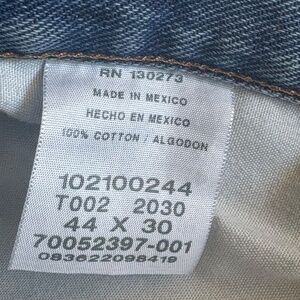 RN 130273
MADE IN MEXICO
HECHO EN MEXICO
100% COTTON / ALGODON
102100244
T002 2030
44 X 30
70052397-001
083622098419